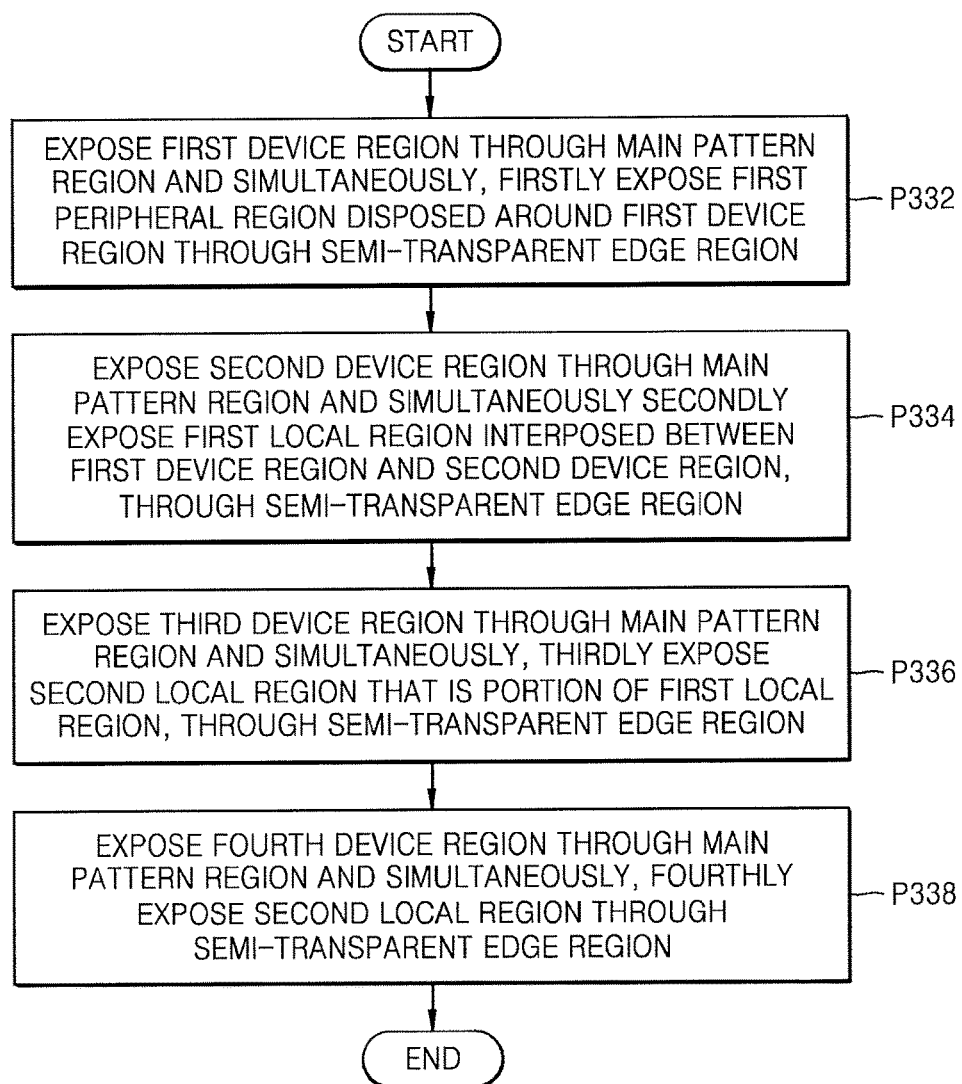 START
EXPOSE FIRST DEVICE REGION THROUGH MAIN PATTERN
REGION AND SIMULTANEOUSLY, FIRSTLY EXPOSE FIRST
PERIPHERAL REGION DISPOSED AROUND FIRST DEVICE
REGION THROUGH SEMI-TRANSPARENT EDGE REGION
P332
EXPOSE SECOND DEVICE REGION THROUGH MAIN
PATTERN REGION AND SIMULTANEOUSLY SECONDLY
EXPOSE FIRST LOCAL REGION INTERPOSED BETWEEN
FIRST DEVICE REGION AND SECOND DEVICE REGION,
THROUGH SEMI-TRANSPARENT EDGE REGION
P334
EXPOSE THIRD DEVICE REGION THROUGH MAIN PATTERN
REGION AND SIMULTANEOUSLY, THIRDLY EXPOSE
SECOND LOCAL REGION THAT IS PORTION OF FIRST LOCAL
REGION, THROUGH SEMI-TRANSPARENT EDGE REGION
P336
EXPOSE FOURTH DEVICE REGION THROUGH MAIN
PATTERN REGION AND SIMULTANEOUSLY, FOURTHLY
EXPOSE SECOND LOCAL REGION THROUGH
SEMI-TRANSPARENT EDGE REGION
P338
END